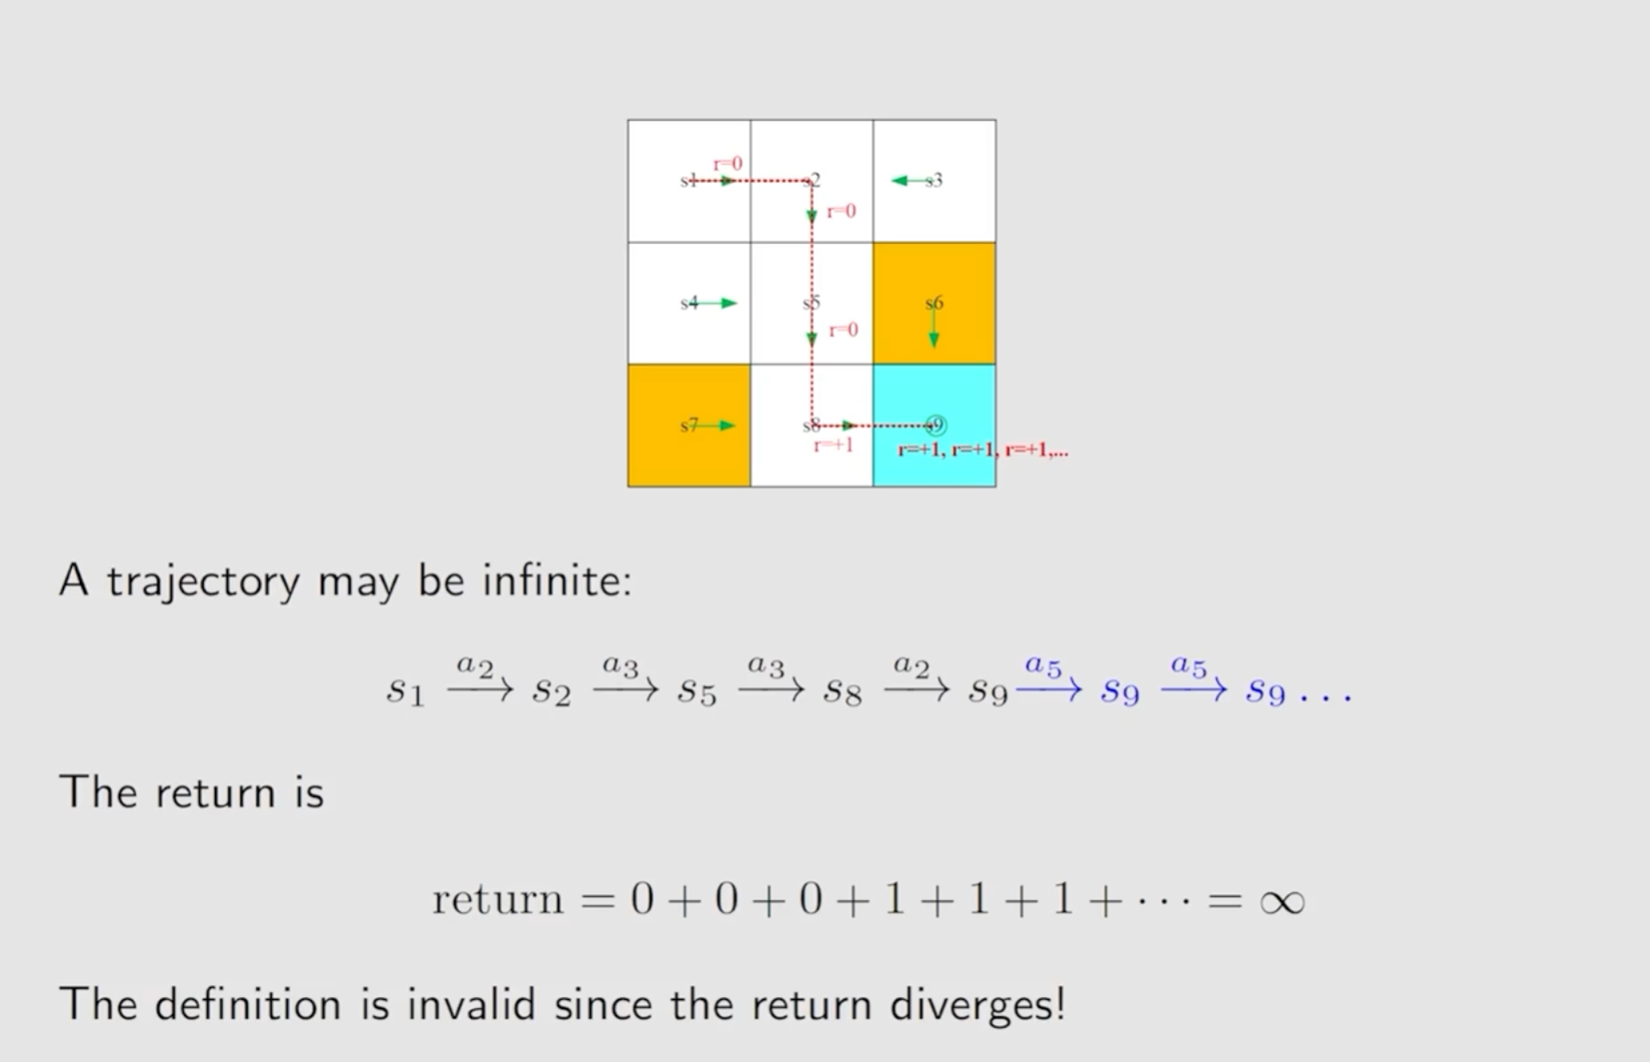 r=0
s1 s2 s3
r=0
s4 s5 s6
r=0
s7 s8 s9
r=+1 r=+1, r=+1, r=+1,...
A trajectory may be infinite:
s₁ —a₂→ s₂ —a₃→ s₅ —a₃→ s₈ —a₂→ s₉ —a₅→ s₉ —a₅→ s₉ . . .
The return is
return = 0 + 0 + 0 + 1 + 1 + 1 + · · · = ∞
The definition is invalid since the return diverges!